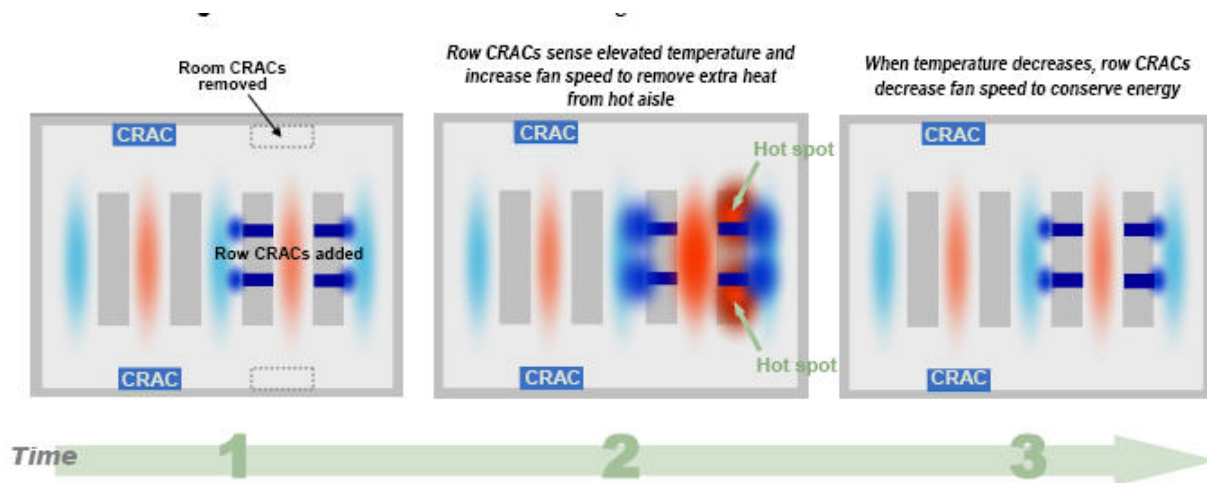 Room CRACs
removed
CRAC
Row CRACs added
CRAC
Row CRACs sense elevated temperature and
increase fan speed to remove extra heat
from hot aisle
CRAC
Hot spot
Hot spot
CRAC
When temperature decreases, row CRACs
decrease fan speed to conserve energy
CRAC
CRAC
Time
1
2
3